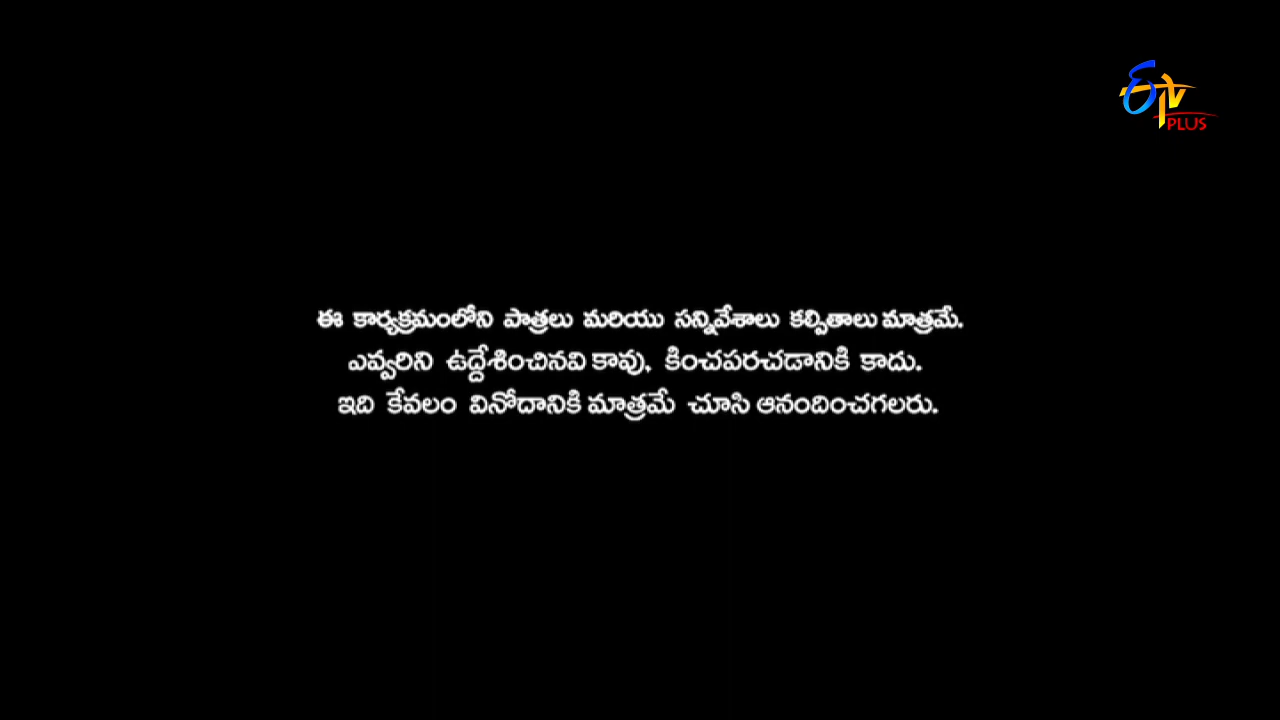 ETV
PLUS
ఈ కార్యక్రమంలోని పాత్రలు మరియు సన్నివేశాలు కల్పితాలు మాత్రమే.
ఎవ్వరిని ఉద్దేశించినవి కావు. కించపరచడానికి కాదు.
ఇది కేవలం వినోదానికి మాత్రమే చూసి ఆనందించగలరు.